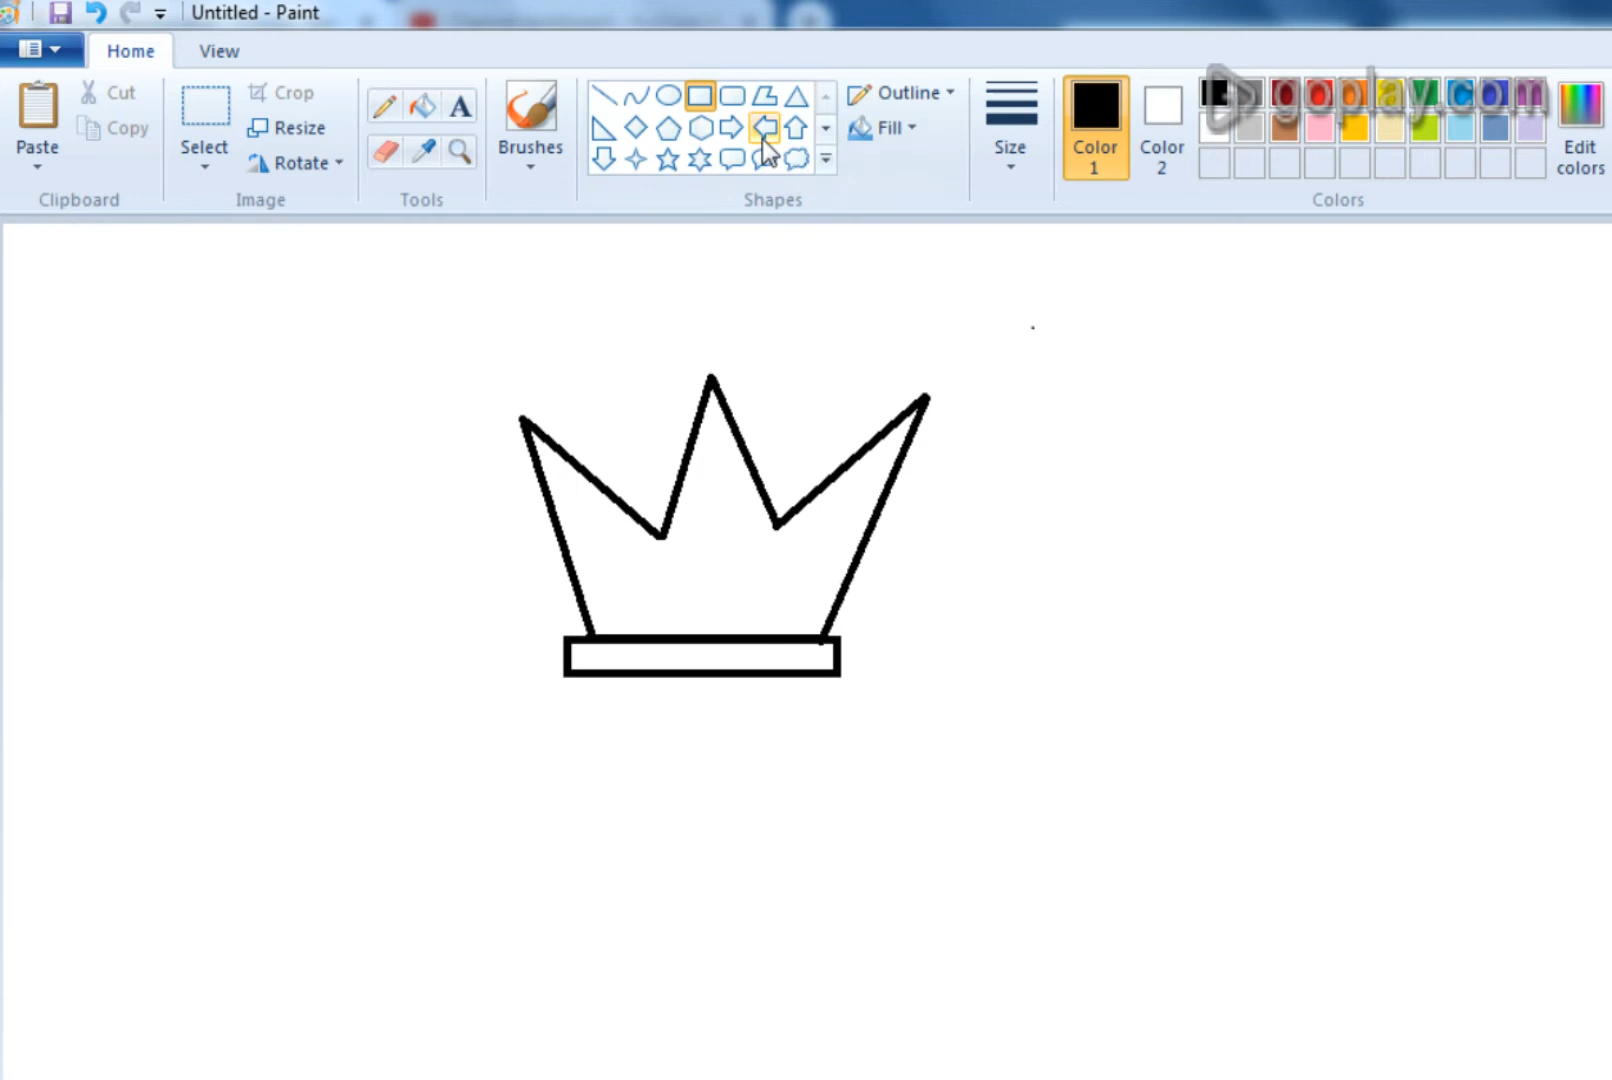 Untitled - Paint
Home View
Paste
Cut
Copy
Clipboard
Select
Crop
Resize
Rotate
Image
A
Tools
Brushes
Shapes
Outline
Fill
Size
Color 1
Color 2
Edit colors
Colors
goplay.com